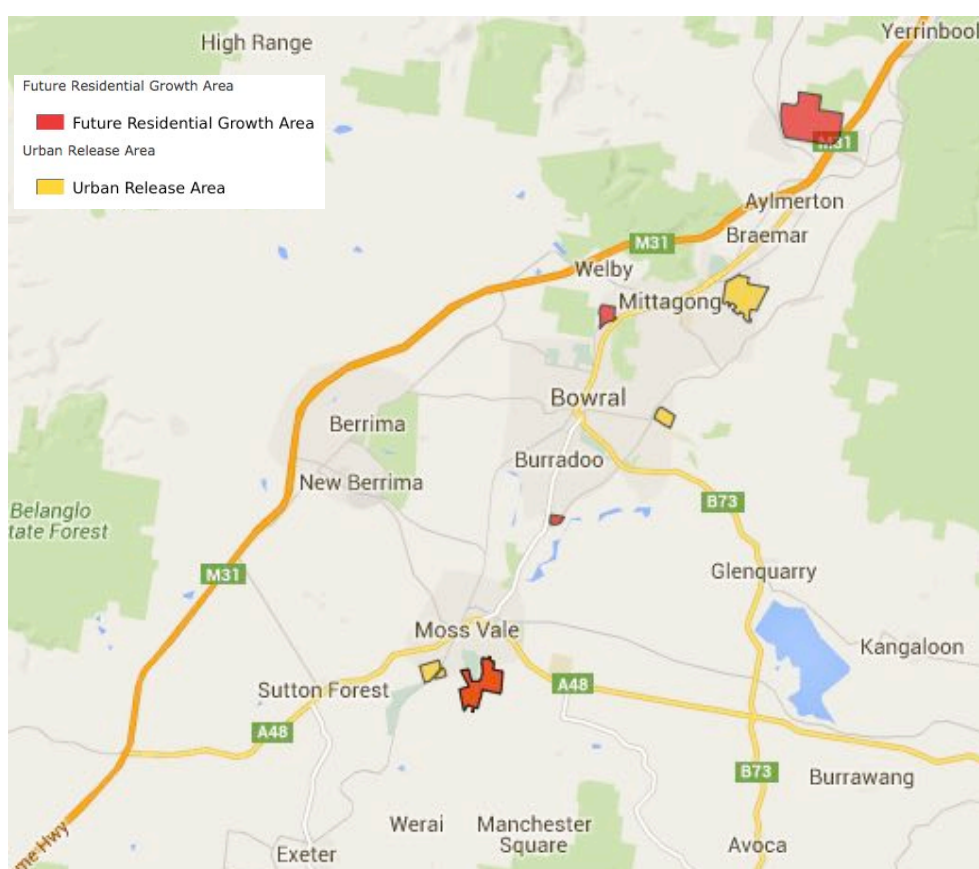 Yerrinbool
High Range
Future Residential Growth Area
Future Residential Growth Area
Urban Release Area
Urban Release Area
M31
Aylmerton
Braemar
M31
Welby
Mittagong
Bowral
Berrima
Burradoo
New Berrima
B73
Belanglo
tate Forest
M31
Glenquarry
Moss Vale
Kangaloon
Sutton Forest
A48
A48
B73
Burrawang
Werai
Manchester
Square
me Hwy
Exeter
Avoca